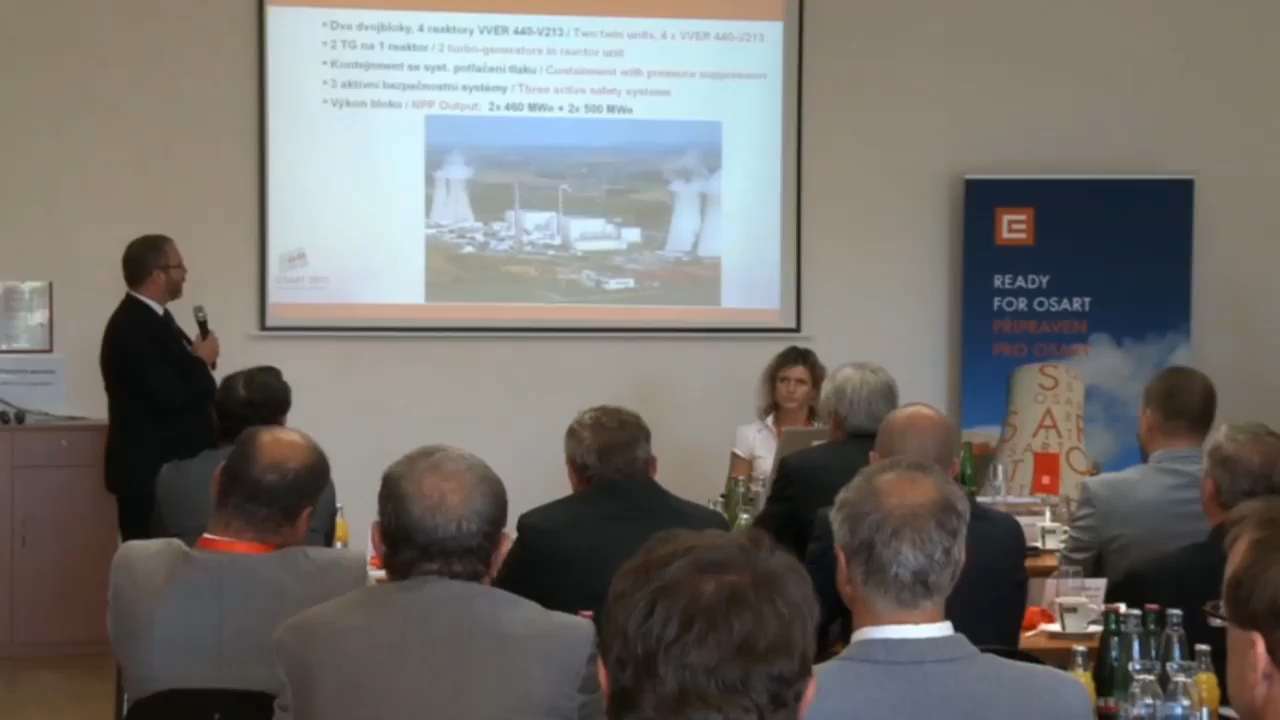 Dva dvojbloky, 4 reaktory VVER 440-V213 / Two twin units, 4 x VVER 440-V213
2 TG na 1 reaktor / 2 turbo-generators in reactor unit
Kontejnment se syst. potlačení tlaku / Containment with pressure suppression
3 aktivní bezpečnostní systémy / Three active safety systems
Výkon bloku / NPP Output: 2x 460 MWe + 2x 500 MWe
READY
FOR OSART
PŘIPRAVEN
PRO OSART